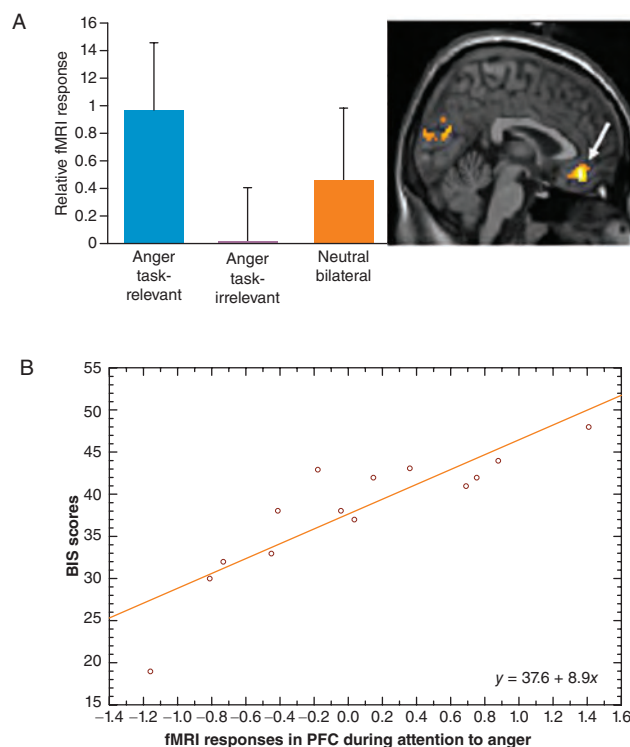 A
Relative fMRI response
16
14
12
1
0.8
0.6
0.4
0.2
0
Anger
task-
relevant
Anger
task-
irrelevant
Neutral
bilateral
B
BIS scores
55
50
45
40
35
30
25
20
15
−1.4 −1.2 −1.0 −0.8 −0.6 −0.4 −0.2 0.0 0.2 0.4 0.6 0.8 1.0 1.2 1.4 1.6
y = 37.6 + 8.9x
fMRI responses in PFC during attention to anger